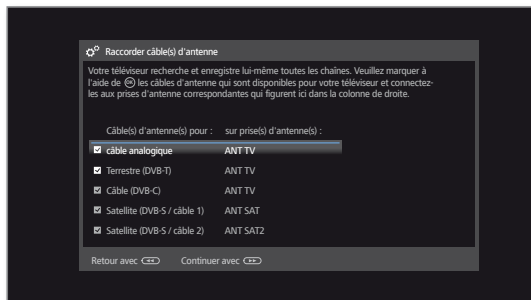 Raccorder câble(s) d'antenne
Votre téléviseur recherche et enregistre lui-même toutes les chaînes. Veuillez marquer à
l'aide de OK les câbles d'antenne qui sont disponibles pour votre téléviseur et connectez-
les aux prises d'antenne correspondantes qui figurent ici dans la colonne de droite.
Câble(s) d'antenne(s) pour : sur prise(s) d'antenne(s) :
câble analogique ANT TV
Terrestre (DVB-T) ANT TV
Câble (DVB-C) ANT TV
Satellite (DVB-S / câble 1) ANT SAT
Satellite (DVB-S / câble 2) ANT SAT2
Retour avec Continuer avec